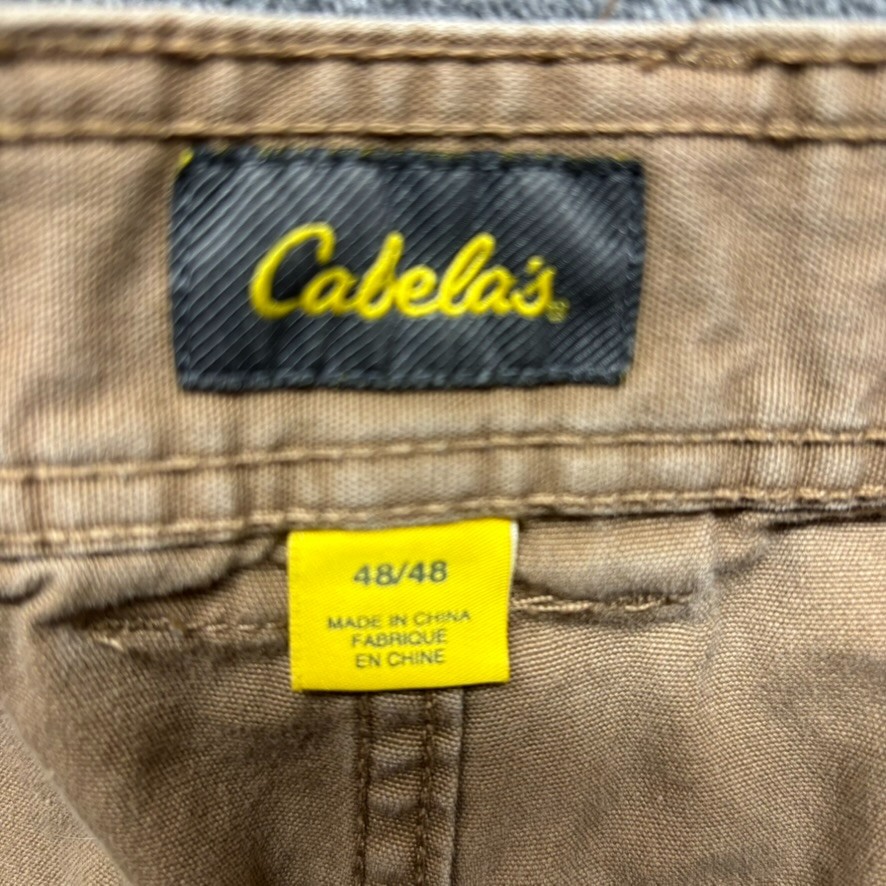 Cabela's
48/48
MADE IN CHINA
FABRIQUE
EN CHINE